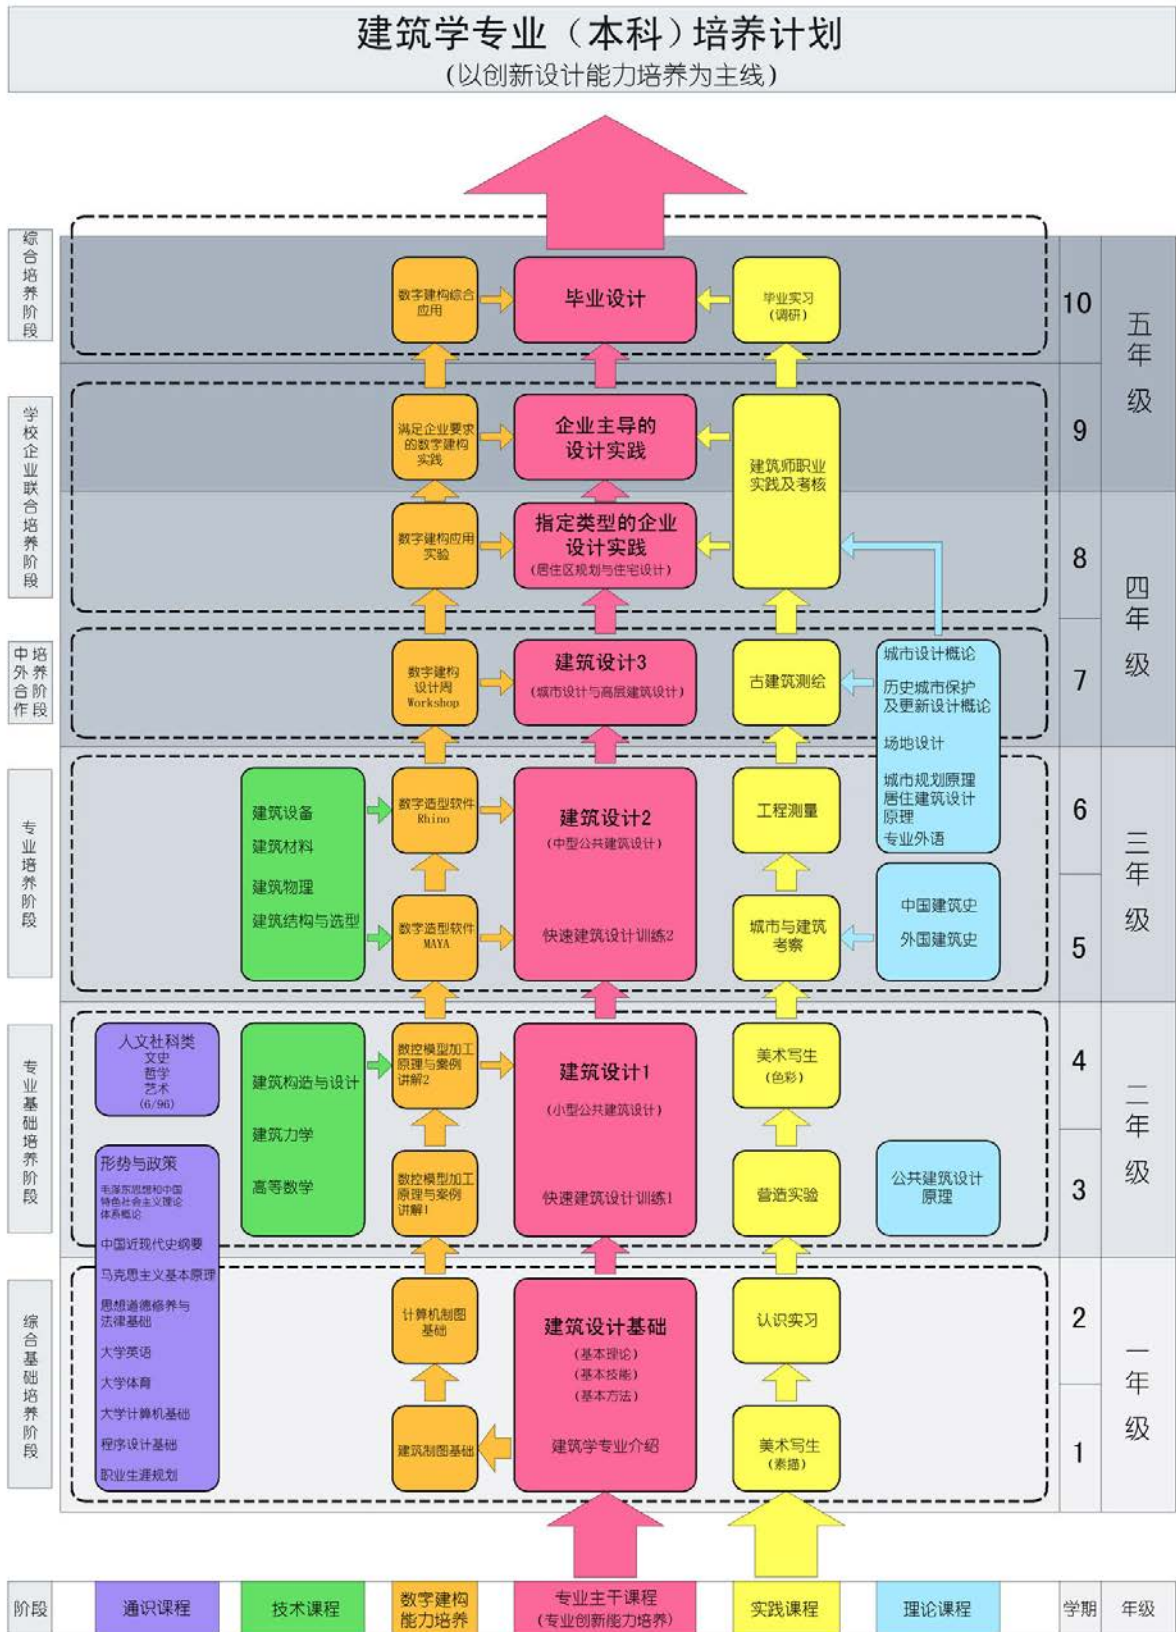 建筑学专业（本科）培养计划
(以创新设计能力培养为主线)
综合培养阶段
数字建构综合
应用
毕业设计
毕业实习
(调研)
10
五年级
学校企业联合培养阶段
满足企业要求
的数字建构
实践
企业主导的
设计实践
建筑师职业
实践及考核
9
数字建构应用
实验
指定类型的企业
设计实践
(居住区规划与住宅设计)
8
四年级
中外合作
培养阶段
数字建构
设计周
Workshop
建筑设计3
(城市设计与高层建筑设计)
古建筑测绘
城市设计概论
历史城市保护
及更新设计概论
场地设计
城市规划原理
居住建筑设计
原理
专业外语
7
专业培养阶段
建筑设备
建筑材料
建筑物理
建筑结构与选型
数字造型软件
Rhino
建筑设计2
(中型公共建筑设计)
工程测量
6
三年级
数字造型软件
MAYA
快速建筑设计训练2
城市与建筑
考察
中国建筑史
外国建筑史
5
专业基础培养阶段
人文社科类
文史
哲学
艺术
(6/96)
建筑构造与设计
建筑力学
高等数学
数控模型加工
原理与案例
讲解2
建筑设计1
(小型公共建筑设计)
美术写生
(色彩)
4
二年级
形势与政策
毛泽东思想和中国
特色社会主义理论
体系概论
中国近现代史纲要
马克思主义基本原理
思想道德修养与
法律基础
大学英语
大学体育
大学计算机基础
程序设计基础
职业生涯规划
数控模型加工
原理与案例
讲解1
快速建筑设计训练1
营造实验
公共建筑设计
原理
3
综合基础培养阶段
计算机制图
基础
建筑设计基础
(基本理论)
(基本技能)
(基本方法)
认识实习
2
一年级
建筑制图基础
建筑学专业介绍
美术写生
(素描)
1
阶段
通识课程
技术课程
数字建构
能力培养
专业主干课程
(专业创新能力培养)
实践课程
理论课程
学期
年级